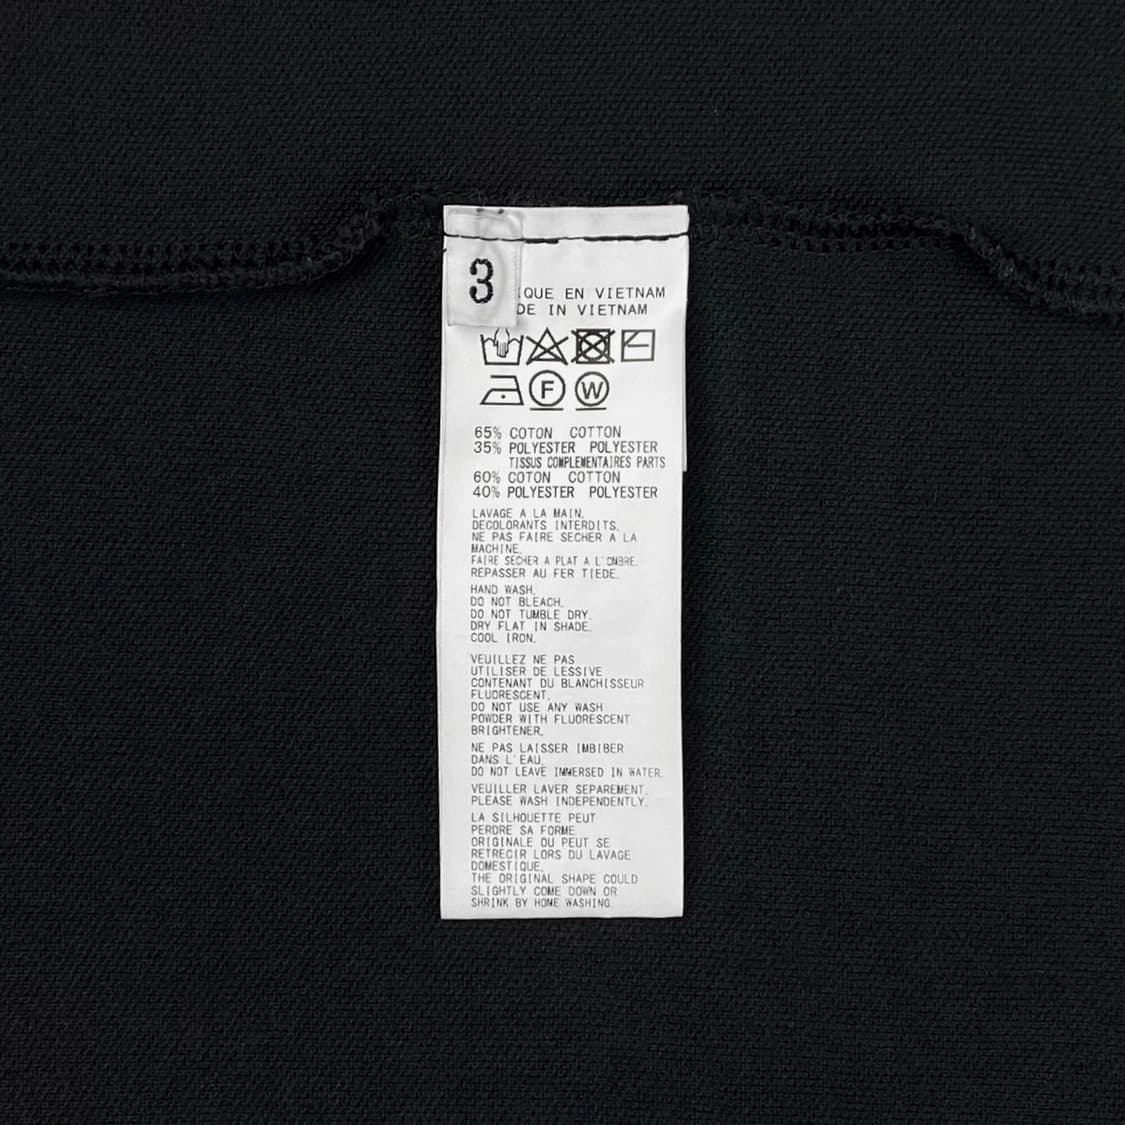 3
QUE EN VIETNAM
DE IN VIETNAM
F W
65% COTON COTTON
35% POLYESTER POLYESTER
TISSUS COMPLEMENTAIRES PARTS
60% COTON COTTON
40% POLYESTER POLYESTER
LAVAGE A LA MAIN.
DECOLORANTS INTERDITS.
NE PAS FAIRE SECHER A LA
MACHINE.
FAIRE SECHER A PLAT A L'OMBRE.
REPASSER AU FER TIEDE.
HAND WASH.
DO NOT BLEACH.
DO NOT TUMBLE DRY.
DRY FLAT IN SHADE.
COOL IRON.
VEUILLEZ NE PAS
UTILISER DE LESSIVE
CONTENANT DU BLANCHISSEUR
FLUORESCENT.
DO NOT USE ANY WASH
POWDER WITH FLUORESCENT
BRIGHTENER.
NE PAS LAISSER IMBIBER
DANS L'EAU.
DO NOT LEAVE IMMERSED IN WATER.
VEUILLER LAVER SEPAREMENT.
PLEASE WASH INDEPENDENTLY.
LA SILHOUETTE PEUT
PERDRE SA FORME
ORIGINALE OU PEUT SE
RETRECIR LORS DU LAVAGE
DOMESTIQUE.
THE ORIGINAL SHAPE COULD
SLIGHTLY COME DOWN OR
SHRINK BY HOME WASHING.